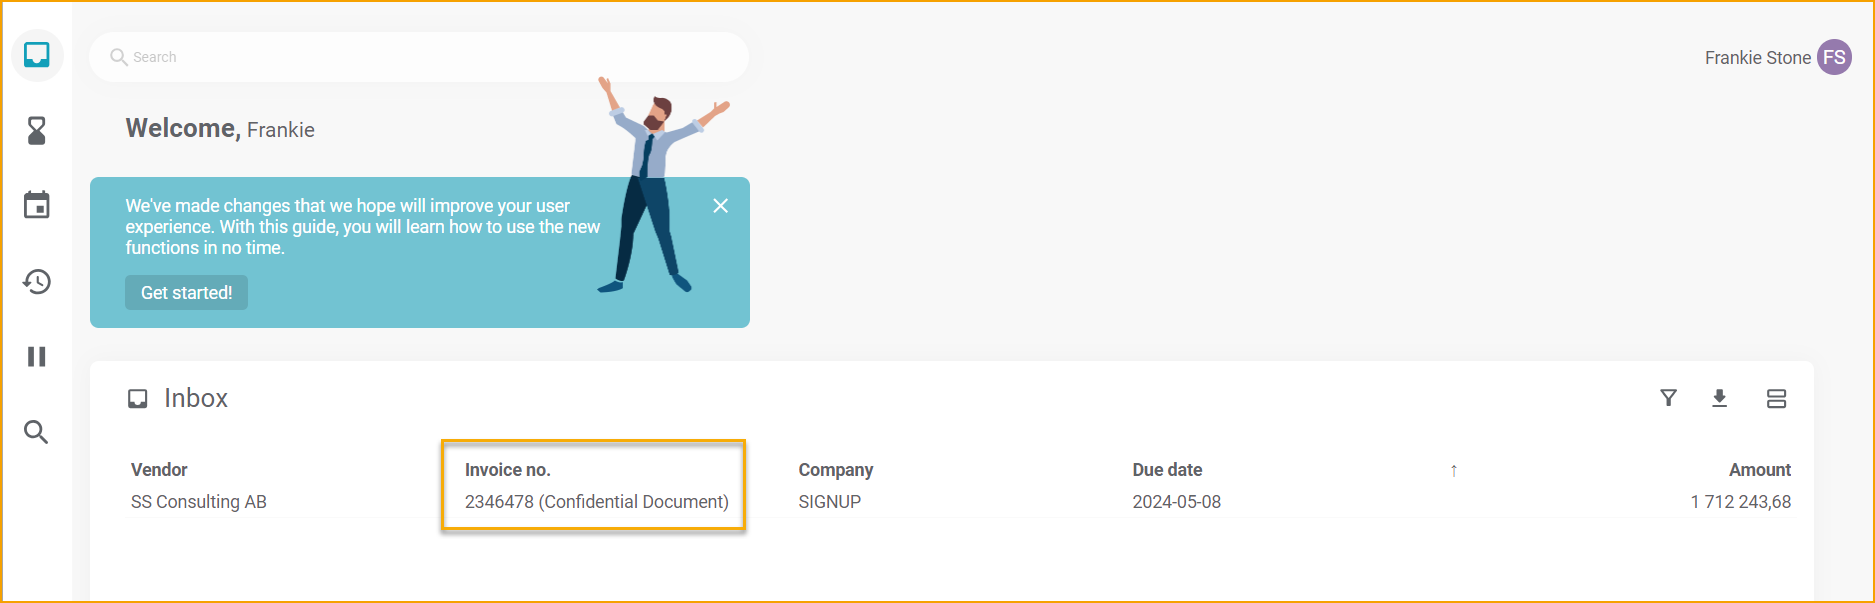 Search
Frankie Stone FS
Welcome, Frankie
We've made changes that we hope will improve your user
experience. With this guide, you will learn how to use the new
functions in no time.
Get started!
Inbox
Vendor Invoice no. Company Due date ↑ Amount
SS Consulting AB 2346478 (Confidential Document) SIGNUP 2024-05-08 1 712 243,68